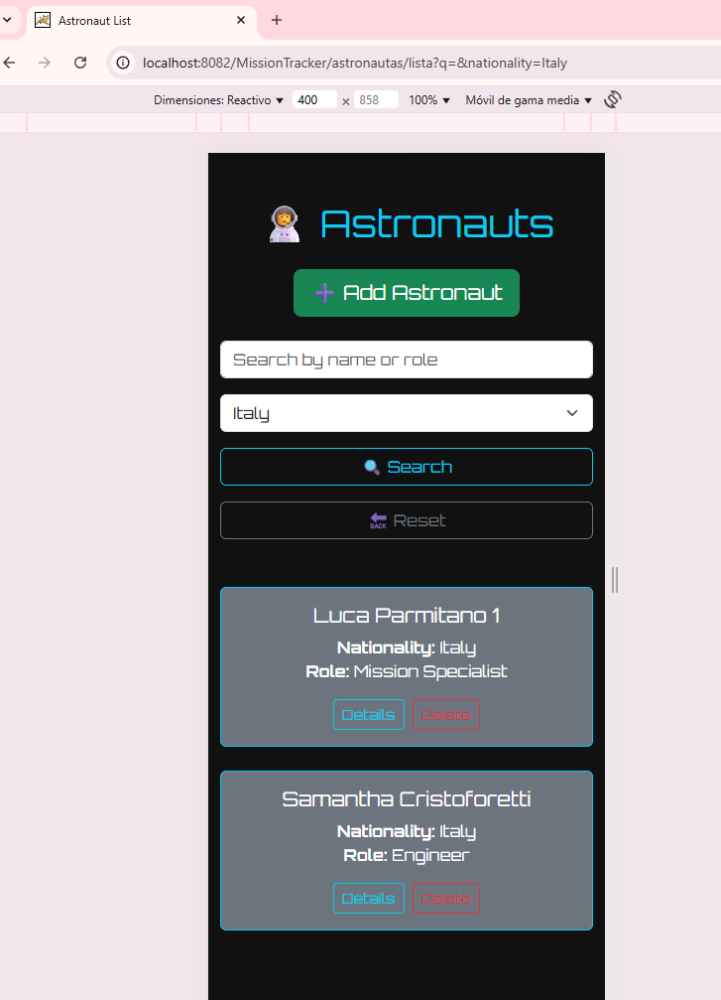 Astronaut List
localhost:8082/MissionTracker/astronautas/lista?q=&nationality=Italy
Dimensiones: Reactivo 400 × 858 100% Móvil de gama media
Astronauts
Add Astronaut
Search by name or role
Italy
Search
BACK Reset
Luca Parmitano 1
Nationality: Italy
Role: Mission Specialist
Details Delete
Samantha Cristoforetti
Nationality: Italy
Role: Engineer
Details Delete